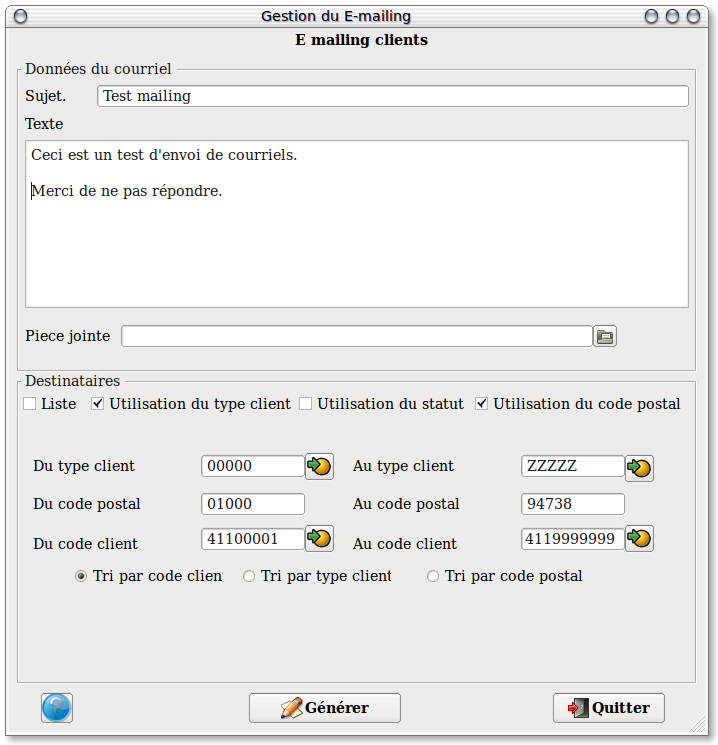 Gestion du E-mailing
E mailing clients
Données du courriel
Sujet. Test mailing
Texte
Ceci est un test d'envoi de courriels.
Merci de ne pas répondre.
Piece jointe
Destinataires
Liste Utilisation du type client Utilisation du statut Utilisation du code postal
Du type client 00000 Au type client ZZZZZ
Du code postal 01000 Au code postal 94738
Du code client 41100001 Au code client 4119999999
Tri par code clien Tri par type client Tri par code postal
? Générer Quitter